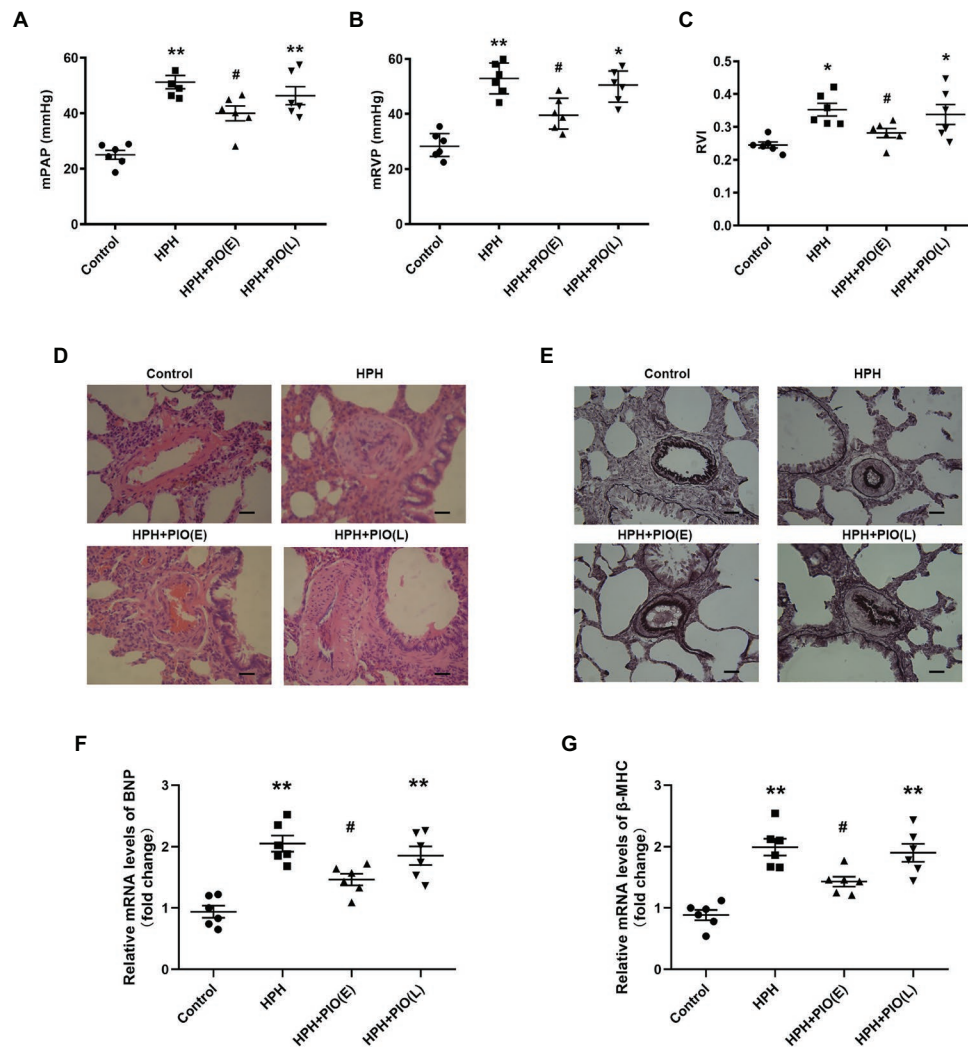 A
mPAP (mmHg)
60
40
20
0
**
#
**
Control
HPH
HPH+PIO(E)
HPH+PIO(L)
B
mRVP (mmHg)
60
40
20
0
**
#
*
Control
HPH
HPH+PIO(E)
HPH+PIO(L)
C
RVI
0.5
0.4
0.3
0.2
0.1
0.0
*
#
*
Control
HPH
HPH+PIO(E)
HPH+PIO(L)
D
Control
HPH
HPH+PIO(E)
HPH+PIO(L)
E
Control
HPH
HPH+PIO(E)
HPH+PIO(L)
F
Relative mRNA levels of BNP
(fold change)
3
2
1
0
**
#
**
Control
HPH
HPH+PIO(E)
HPH+PIO(L)
G
Relative mRNA levels of β-MHC
(fold change)
3
2
1
0
**
#
**
Control
HPH
HPH+PIO(E)
HPH+PIO(L)